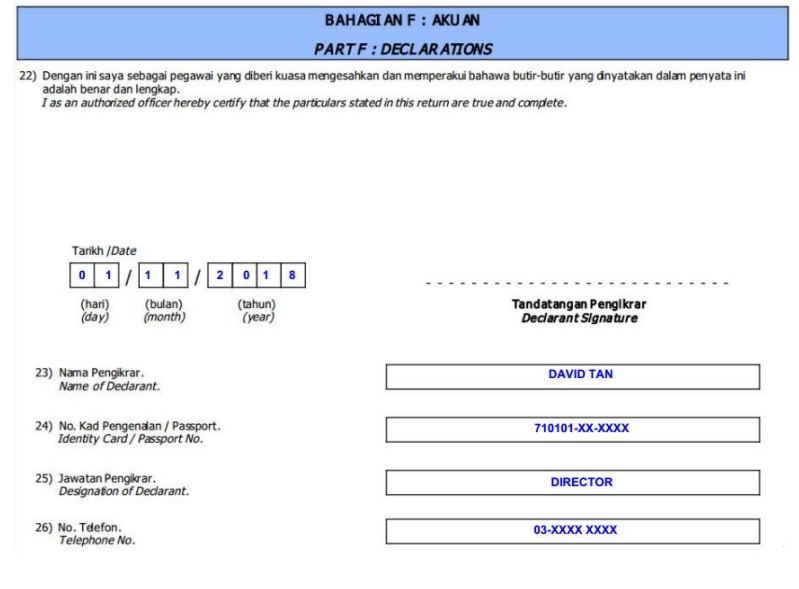 BAHAGIAN F : AKUAN
PART F : DECLARATIONS
22) Dengan ini saya sebagai pegawai yang diberi kuasa mengesahkan dan memperakui bahawa butir-butir yang dinyatakan dalam penyata ini
adalah benar dan lengkap.
I as an authorized officer hereby certify that the particulars stated in this return are true and complete.
Tarikh /Date
0 1 / 1 1 / 2 0 1 8
(hari) (bulan) (tahun)
(day) (month) (year)
Tandatangan Pengikrar
Declarant Signature
23) Nama Pengikrar.
Name of Declarant.
DAVID TAN
24) No. Kad Pengenalan / Passport.
Identity Card / Passport No.
710101-XX-XXXX
25) Jawatan Pengikrar.
Designation of Declarant.
DIRECTOR
26) No. Telefon.
Telephone No.
03-XXXX XXXX